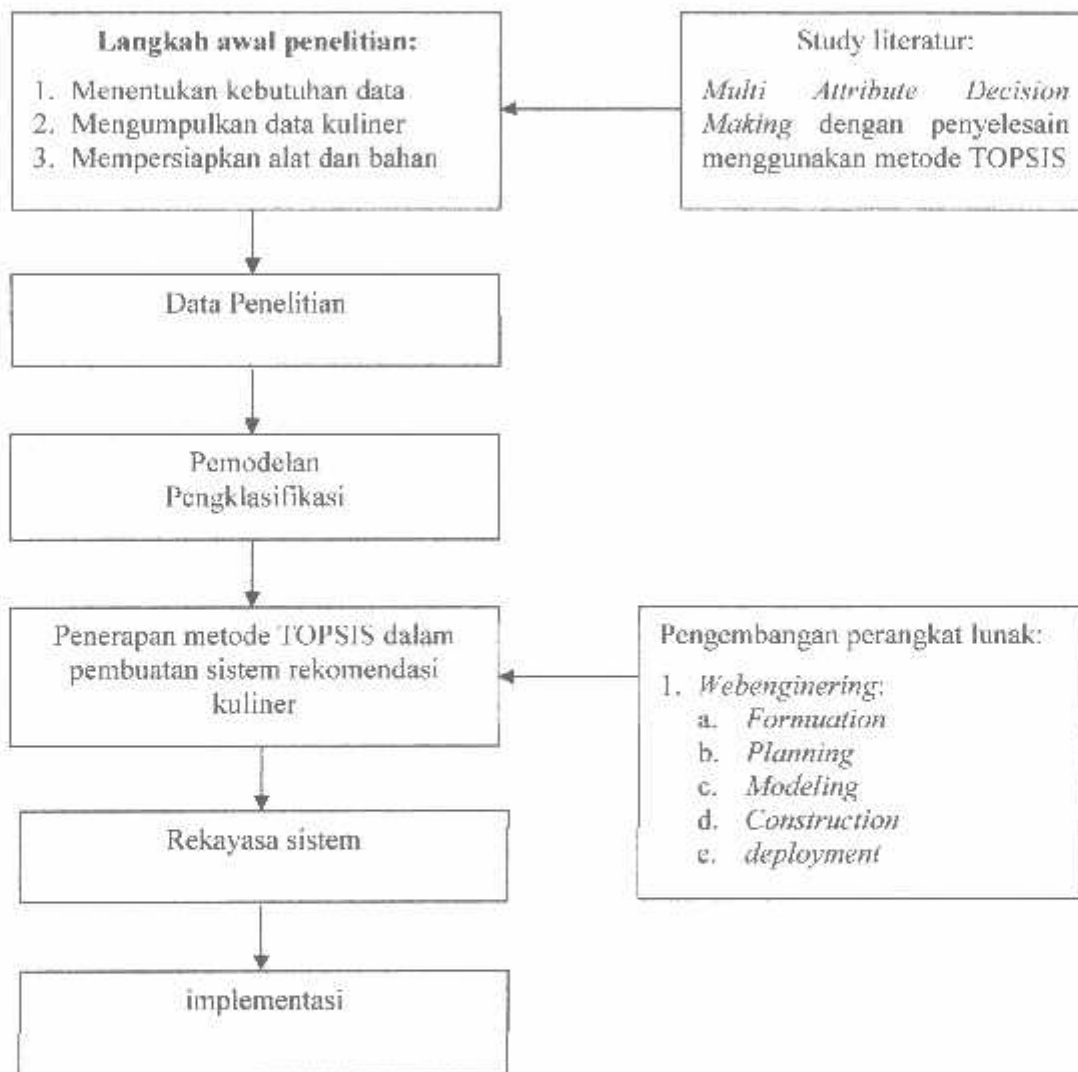 Langkah awal penelitian:
1. Menentukan kebutuhan data
2. Mengumpulkan data kuliner
3. Mempersiapkan alat dan bahan
Study literatur:
Multi Attribute Decision
Making dengan penyelesain
menggunakan metode TOPSIS
Data Penelitian
Pemodelan
Pengklasifikasi
Penerapan metode TOPSIS dalam
pembuatan sistem rekomendasi
kuliner
Pengembangan perangkat lunak:
1. Webenginering:
a. Formuation
b. Planning
c. Modeling
d. Construction
e. deployment
Rekayasa sistem
implementasi